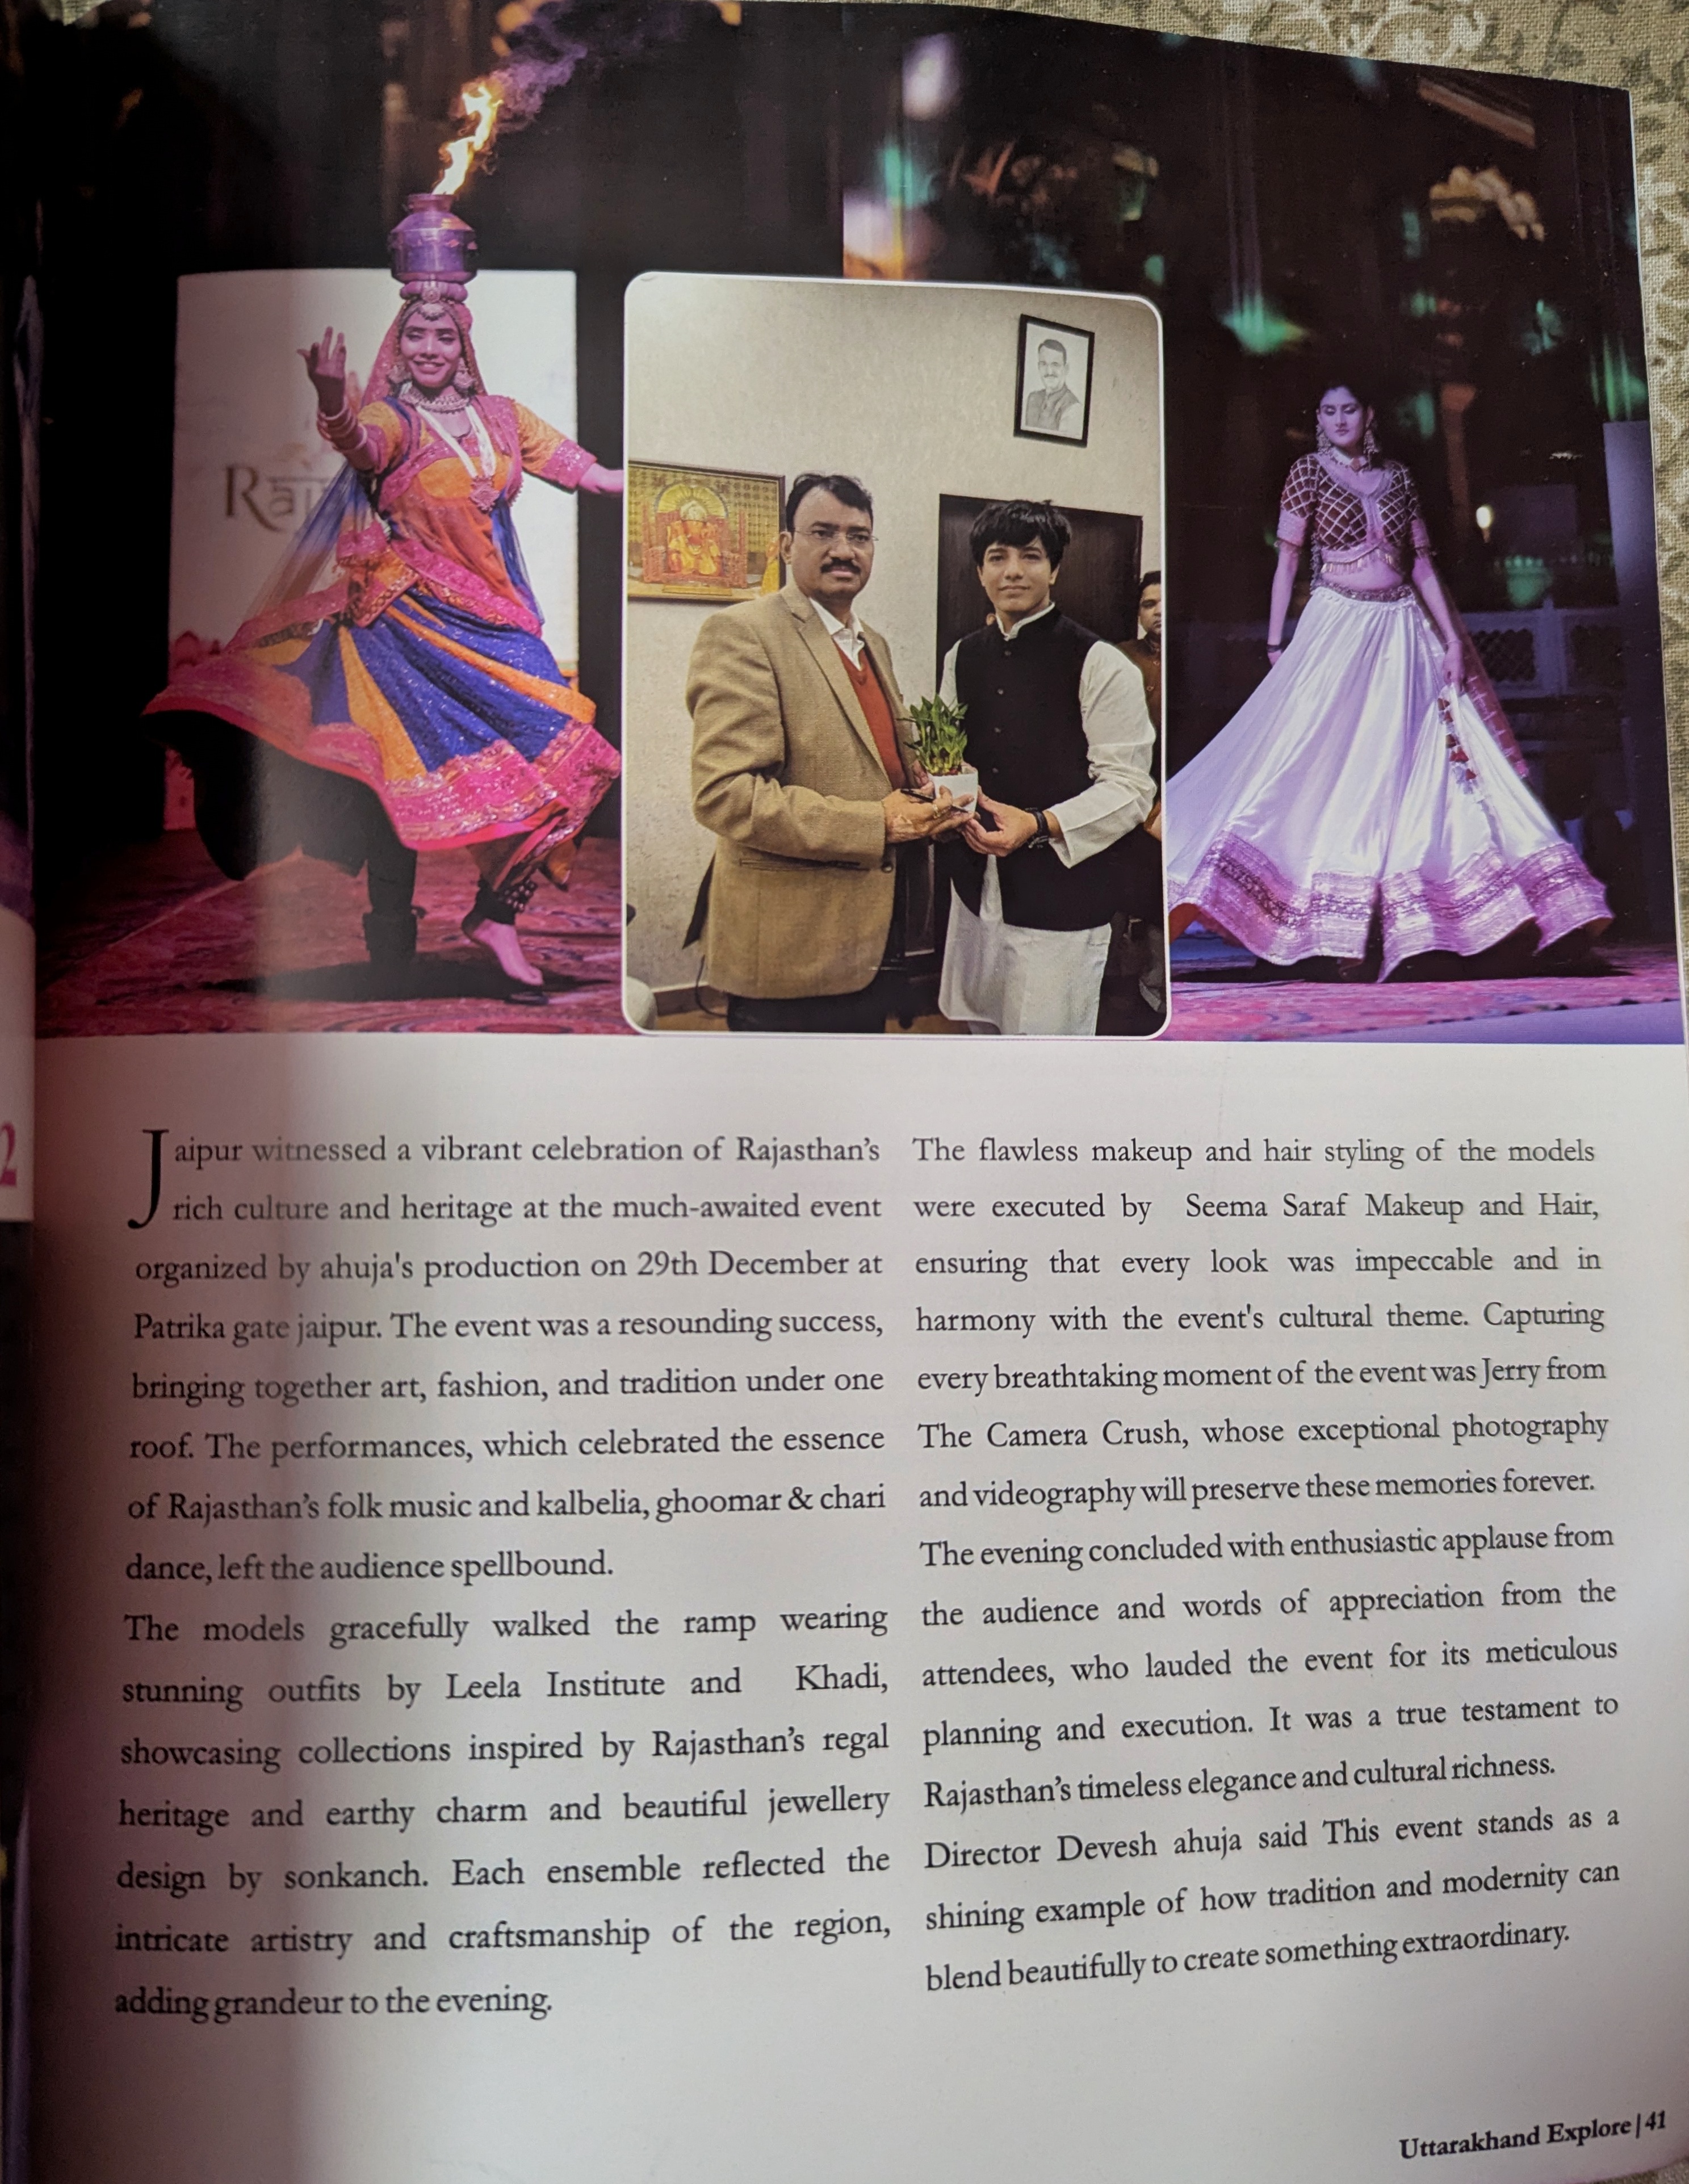 Jaipur witnessed a vibrant celebration of Rajasthan's
rich culture and heritage at the much-awaited event
organized by ahuja's production on 29th December at
Patrika gate jaipur. The event was a resounding success,
bringing together art, fashion, and tradition under one
roof. The performances, which celebrated the essence
of Rajasthan's folk music and kalbelia, ghoomar & chari
dance, left the audience spellbound.
The models gracefully walked the ramp wearing
stunning outfits by Leela Institute and Khadi,
showcasing collections inspired by Rajasthan's regal
heritage and earthy charm and beautiful jewellery
design by sonkanch. Each ensemble reflected the
intricate artistry and craftsmanship of the region,
adding grandeur to the evening.
The flawless makeup and hair styling of the models
were executed by Seema Saraf Makeup and Hair,
ensuring that every look was impeccable and in
harmony with the event's cultural theme. Capturing
every breathtaking moment of the event was Jerry from
The Camera Crush, whose exceptional photography
and videography will preserve these memories forever.
The evening concluded with enthusiastic applause from
the audience and words of appreciation from the
attendees, who lauded the event for its meticulous
planning and execution. It was a true testament to
Rajasthan's timeless elegance and cultural richness.
Director Devesh ahuja said This event stands as a
shining example of how tradition and modernity can
blend beautifully to create something extraordinary.
Uttarakhand Explore|41
2